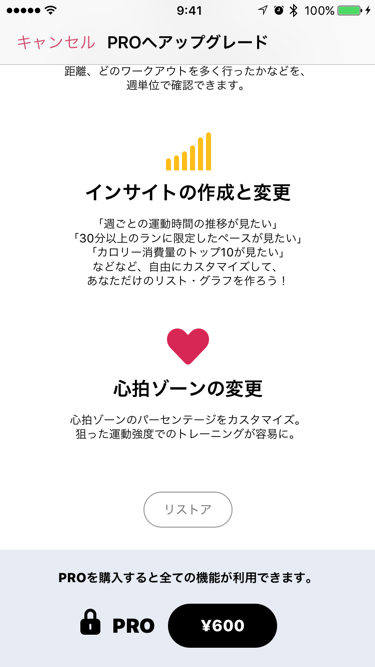 9:41
100%
キャンセル
PROへアップグレード
距離、どのワークアウトを多く行ったかなどを、
週単位で確認できます。
インサイトの作成と変更
「週ごとの運動時間の推移が見たい」
「30分以上のランに限定したペースが見たい」
「カロリー消費量のトップ10が見たい」
などなど、自由にカスタマイズして、
あなただけのリスト・グラフを作ろう！
心拍ゾーンの変更
心拍ゾーンのパーセンテージをカスタマイズ。
狙った運動強度でのトレーニングが容易に。
リストア
PROを購入すると全ての機能が利用できます。
PRO
¥600